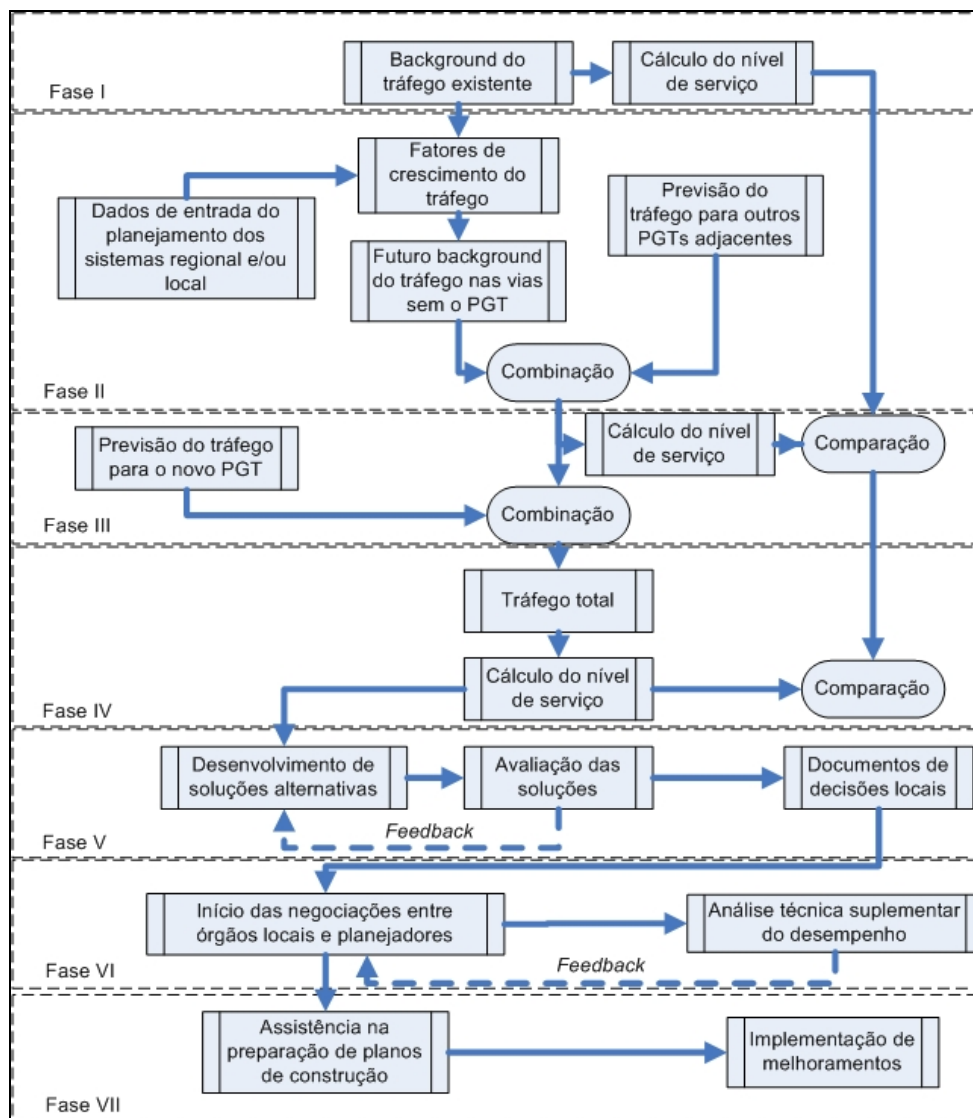 Background do
tráfego existente
Cálculo do nível
de serviço
Fase I
Fatores de
crescimento do
tráfego
Dados de entrada do
planejamento dos
sistemas regional e/ou
local
Previsão do
tráfego para outros
PGTs adjacentes
Futuro background
do tráfego nas vias
sem o PGT
Combinação
Fase II
Previsão do tráfego
para o novo PGT
Cálculo do nível
de serviço
Comparação
Combinação
Fase III
Tráfego total
Cálculo do nível
de serviço
Comparação
Fase IV
Desenvolvimento de
soluções alternativas
Avaliação das
soluções
Documentos de
decisões locais
Feedback
Fase V
Início das negociações entre
órgãos locais e planejadores
Análise técnica suplementar
do desempenho
Feedback
Fase VI
Assistência na
preparação de planos
de construção
Implementação de
melhoramentos
Fase VII